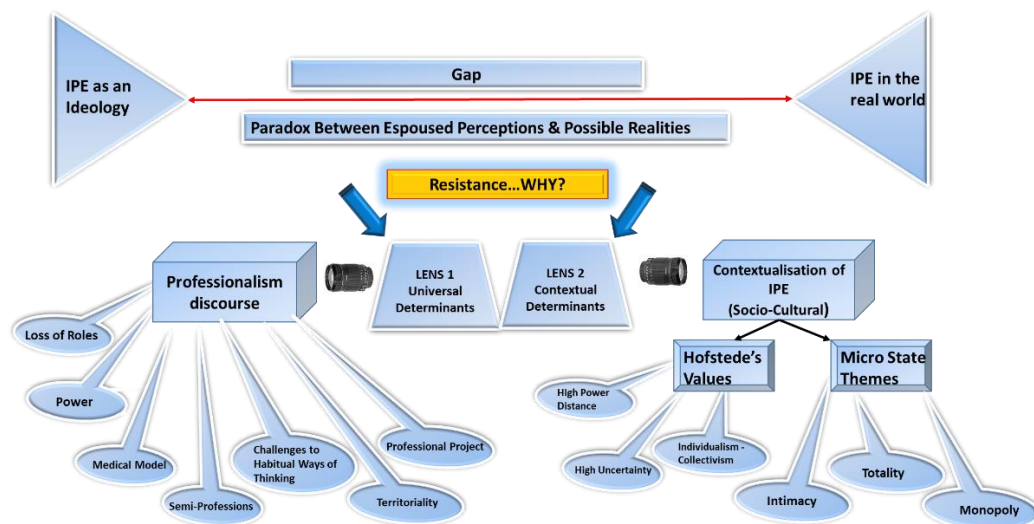 IPE as an
Ideology
Gap
IPE in the
real world
Paradox Between Espoused Perceptions & Possible Realities
Resistance...WHY?
Professionalism
discourse
LENS 1
Universal
Determinants
LENS 2
Contextual
Determinants
Contextualisation of
IPE
(Socio-Cultural)
Loss of Roles
Power
Medical Model
Semi-Professions
Challenges to
Habitual Ways of
Thinking
Territoriality
Professional Project
Hofstede's
Values
Micro State
Themes
High Power
Distance
High Uncertainty
Individualism -
Collectivism
Intimacy
Totality
Monopoly